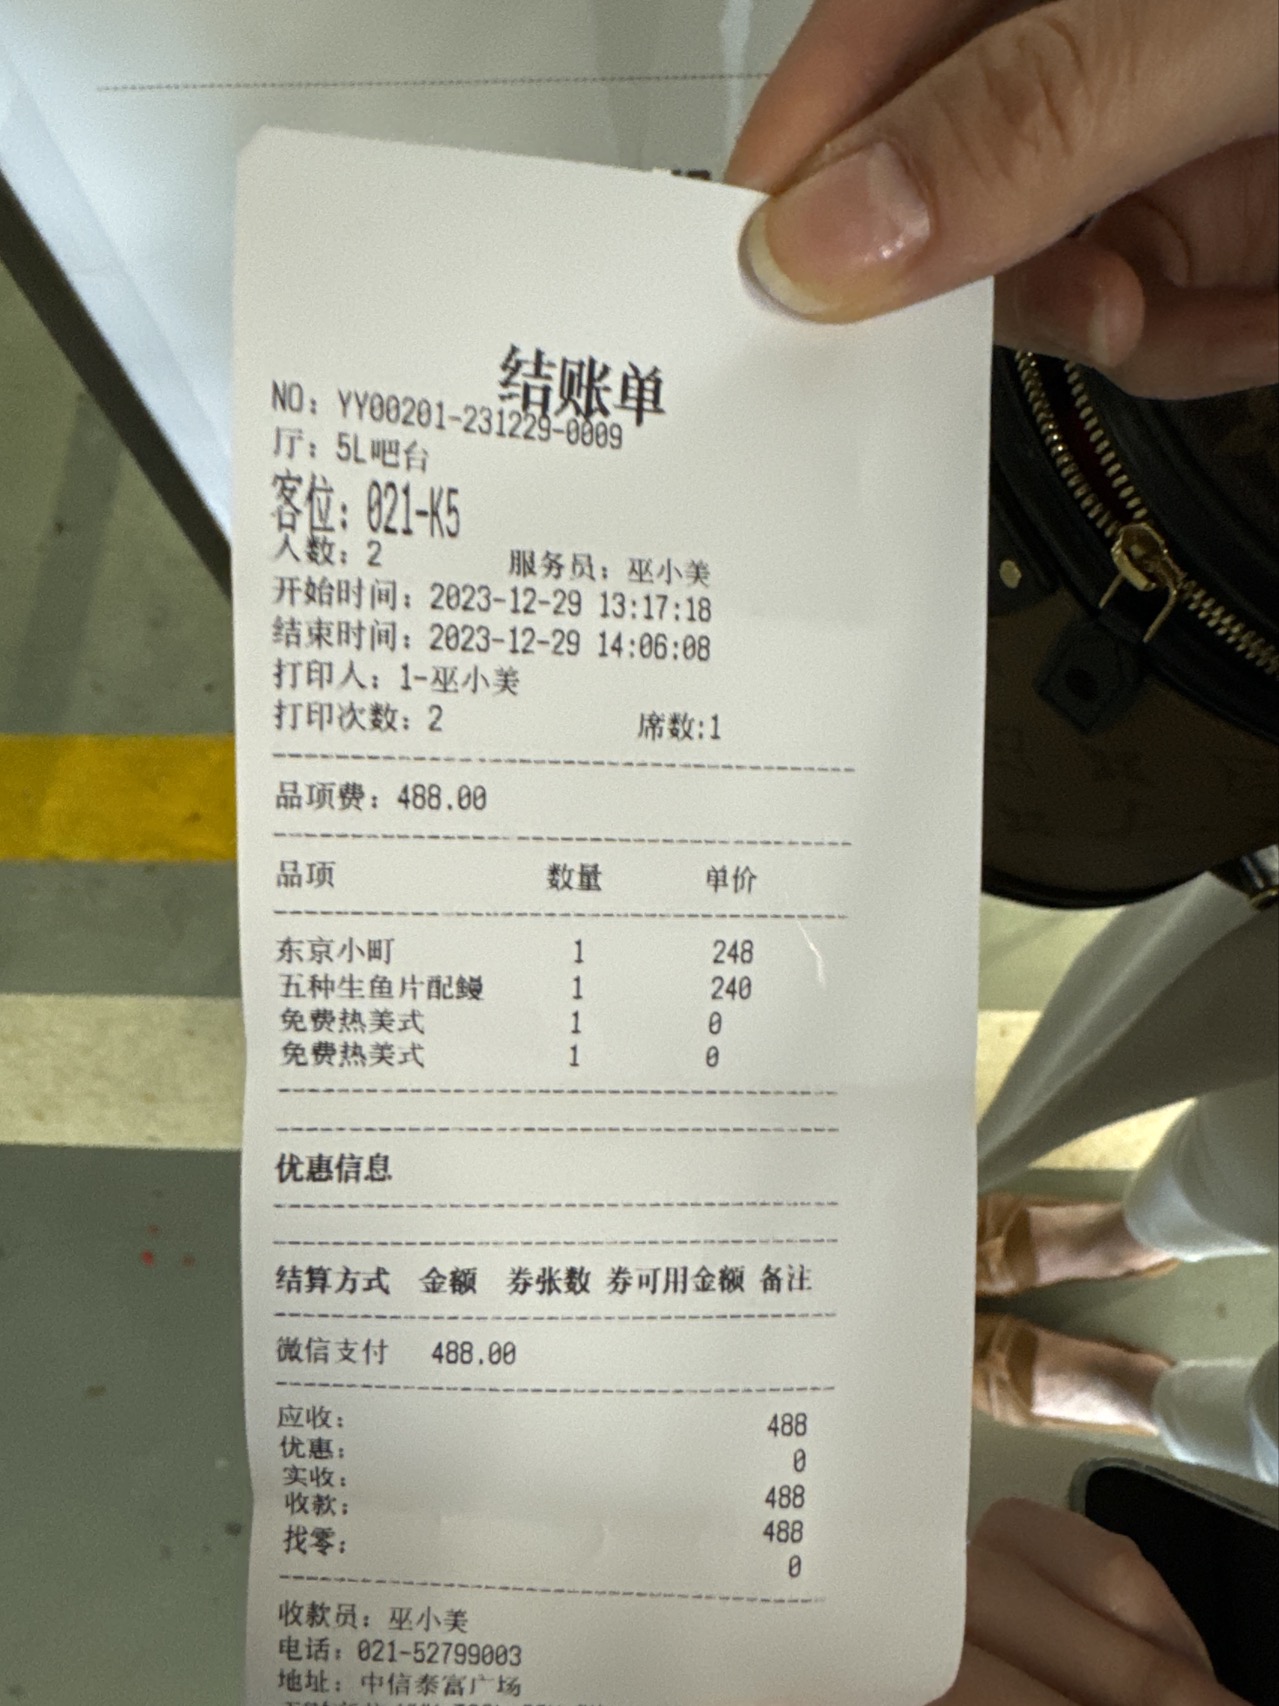 结账单
NO: YY00201-231229-0009
厅: 5L吧台
客位: 021-K5
人数: 2 服务员: 巫小美
开始时间: 2023-12-29 13:17:18
结束时间: 2023-12-29 14:06:08
打印人: 1-巫小美
打印次数: 2 席数:1
品项费: 488.00
品项 数量 单价
东京小町 1 248
五种生鱼片配鳗 1 240
免费热美式 1 0
免费热美式 1 0
优惠信息
结算方式 金额 券张数 券可用金额 备注
微信支付 488.00
应收: 488
优惠: 0
实收: 488
收款: 488
找零: 0
收款员: 巫小美
电话: 021-52799003
地址: 中信泰富广场